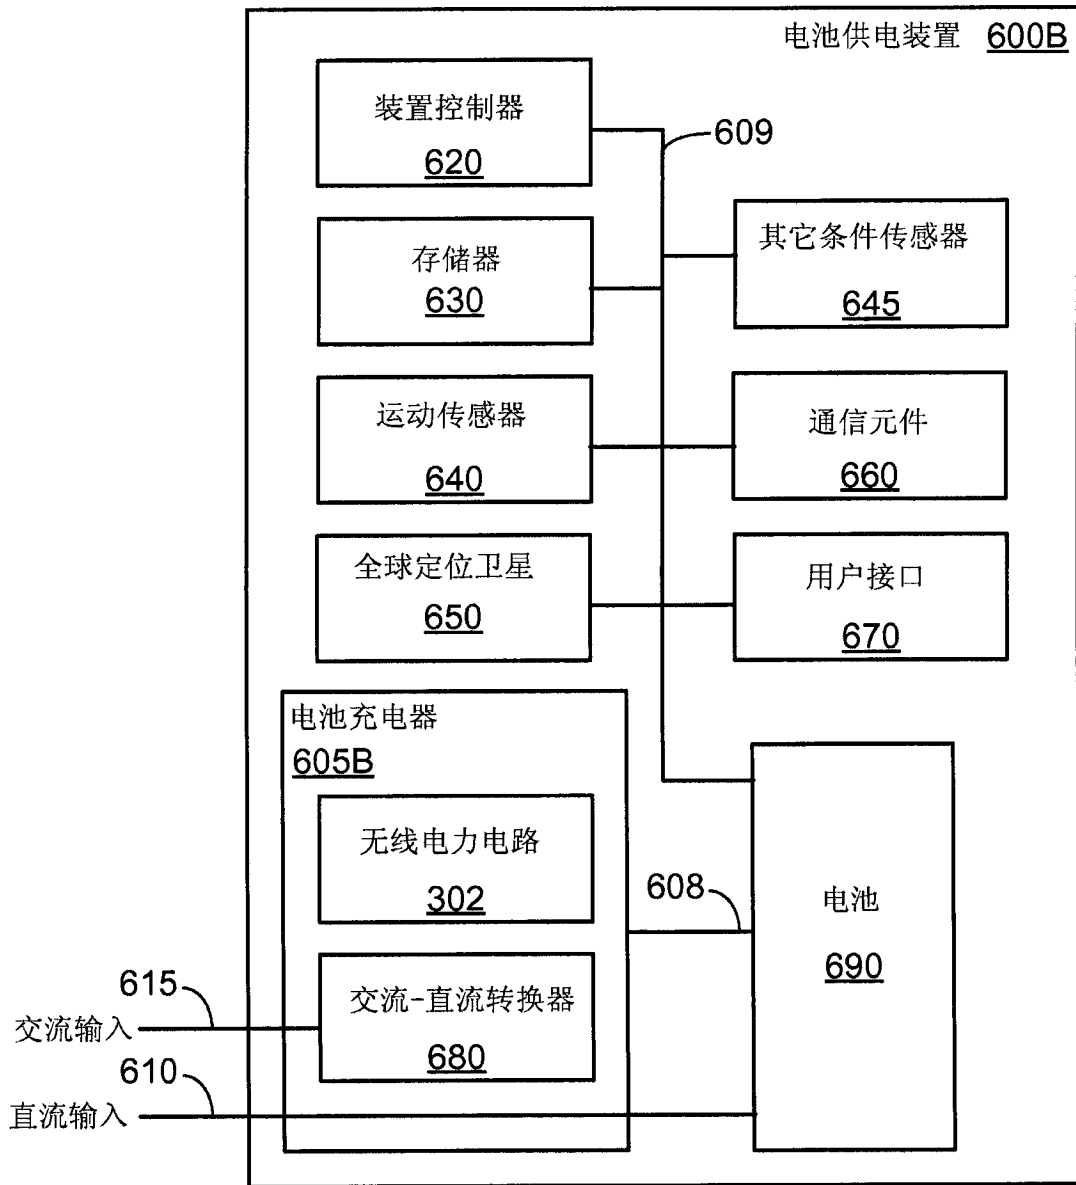 电池供电装置 600B
装置控制器
620
609
存储器
630
其它条件传感器
645
运动传感器
640
通信元件
660
全球定位卫星
650
用户接口
670
电池充电器
605B
无线电力电路
302
608
电池
690
615
交流输入
交流-直流转换器
680
610
直流输入